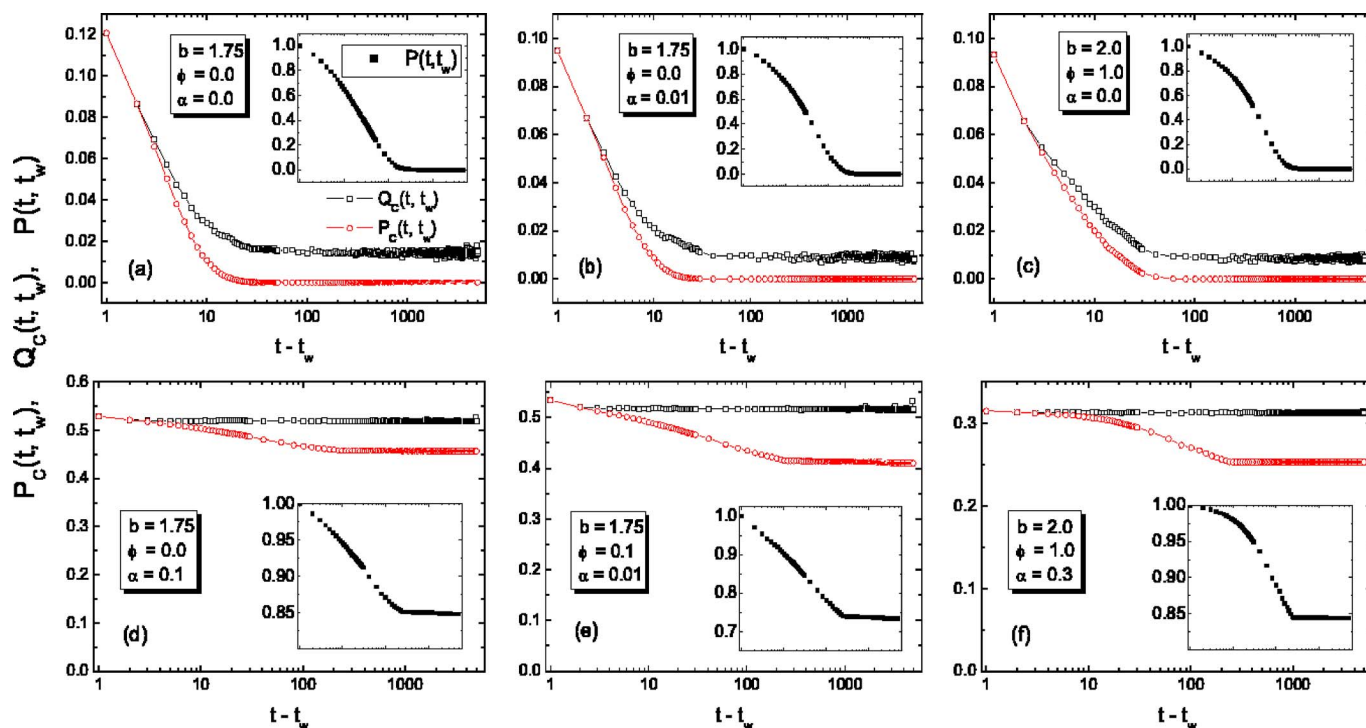 P_C(t, t_w), Q_C(t, t_w), P(t, t_w)
0.12
0.10
0.08
0.06
0.04
0.02
0.00
b = 1.75
ϕ = 0.0
α = 0.0
1.0
0.8
0.6
0.4
0.2
0.0
P(t,t_w)
Q_C(t, t_w)
P_C(t, t_w)
(a)
1 10 100 1000
t - t_w
0.10
0.08
0.06
0.04
0.02
0.00
b = 1.75
ϕ = 0.0
α = 0.01
1.0
0.8
0.6
0.4
0.2
0.0
(b)
1 10 100 1000
t - t_w
0.10
0.08
0.06
0.04
0.02
0.00
b = 2.0
ϕ = 1.0
α = 0.0
1.0
0.8
0.6
0.4
0.2
0.0
(c)
1 10 100 1000
t - t_w
0.6
0.5
0.4
0.3
0.2
0.1
0.0
b = 1.75
ϕ = 0.0
α = 0.1
1.00
0.95
0.90
0.85
(d)
1 10 100 1000
t - t_w
0.5
0.4
0.3
0.2
0.1
0.0
b = 1.75
ϕ = 0.1
α = 0.01
1.0
0.9
0.8
0.7
(e)
1 10 100 1000
t - t_w
0.3
0.2
0.1
0.0
b = 2.0
ϕ = 1.0
α = 0.3
1.00
0.95
0.90
0.85
(f)
1 10 100 1000
t - t_w